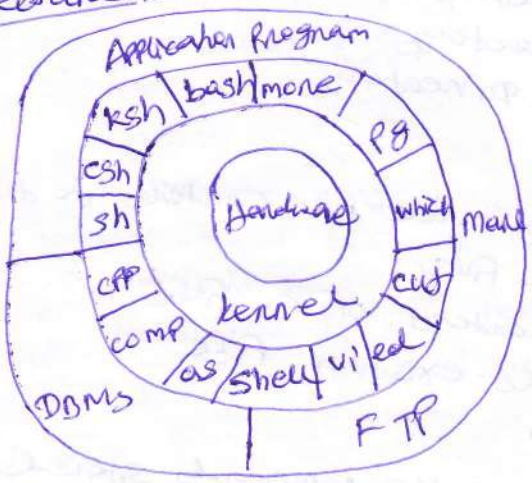 Application Program
ksh
bash
more
pg
csh
which
sh
Hardware
cut
cpp
kernel
comp
as
shell
vi
ed
DBMS
FTP